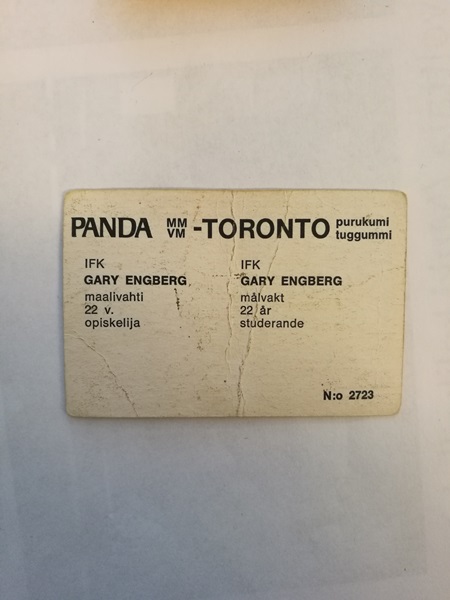 PANDA MM VM -TORONTO purukumi tuggummi
IFK
GARY ENGBERG
maalivahti
22 v.
opiskelija
IFK
GARY ENGBERG
målvakt
22 år
studerande
N:o 2723